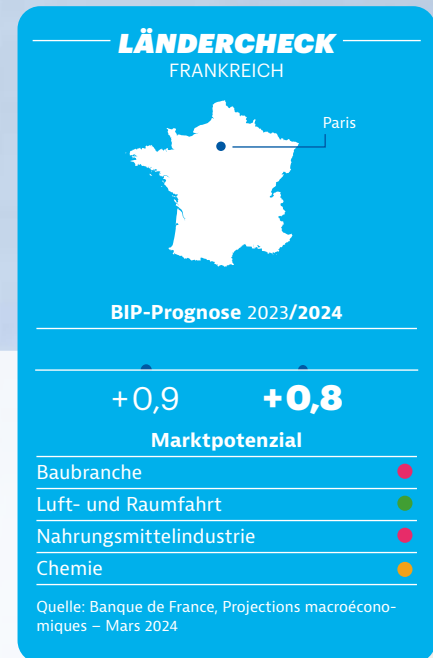 LÄNDERCHECK
FRANKREICH
Paris
BIP-Prognose 2023/2024
+0,9 +0,8
Marktpotenzial
Baubranche
Luft- und Raumfahrt
Nahrungsmittelindustrie
Chemie
Quelle: Banque de France, Projections macroécono-
miques – Mars 2024